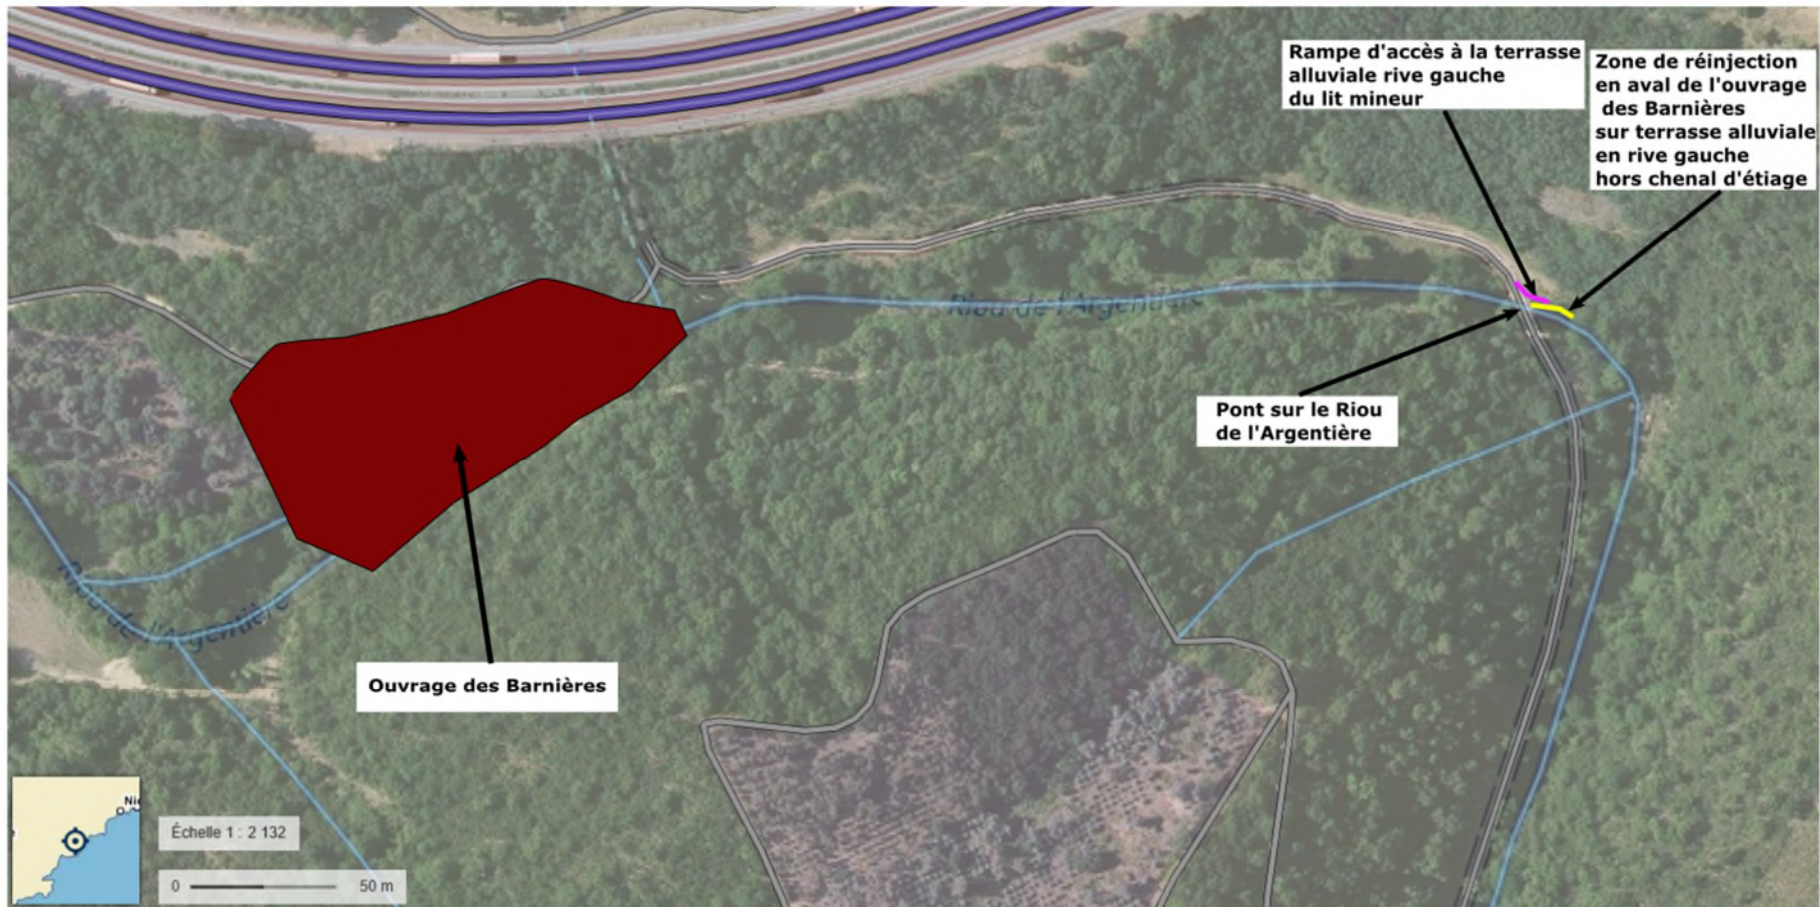 Rampe d'accès à la terrasse
alluviale rive gauche
du lit mineur
Zone de réinjection
en aval de l'ouvrage
des Barnières
sur terrasse alluviale
en rive gauche
hors chenal d'étiage
Riou de l'Argentière
Pont sur le Riou
de l'Argentière
Riou de l'Argentière
Ouvrage des Barnières
Échelle 1 : 2 132
0 50 m